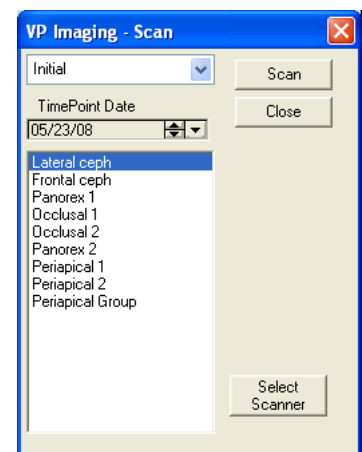 VP Imaging - Scan
Initial
Scan
TimePoint Date
Close
05/23/08
Lateral ceph
Frontal ceph
Panorex 1
Occlusal 1
Occlusal 2
Panorex 2
Periapical 1
Periapical 2
Periapical Group
Select
Scanner